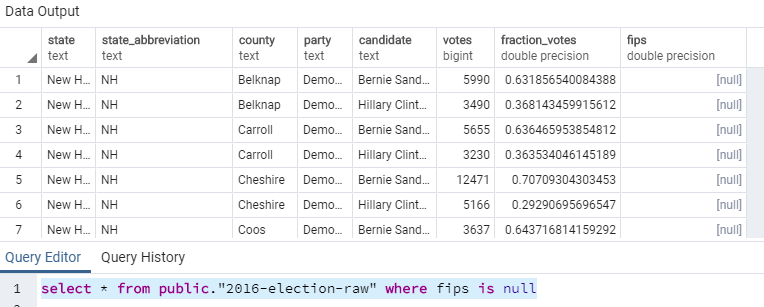 Data Output
state state_abbreviation county party candidate votes fraction_votes fips
text text text text text bigint double precision double precision
1 New H... NH Belknap Demo... Bernie Sand... 5990 0.631856540084388 [null]
2 New H... NH Belknap Demo... Hillary Clint... 3490 0.368143459915612 [null]
3 New H... NH Carroll Demo... Bernie Sand... 5655 0.636465953854812 [null]
4 New H... NH Carroll Demo... Hillary Clint... 3230 0.363534046145189 [null]
5 New H... NH Cheshire Demo... Bernie Sand... 12471 0.70709304303453 [null]
6 New H... NH Cheshire Demo... Hillary Clint... 5166 0.29290695696547 [null]
7 New H... NH Coos Demo... Bernie Sand... 3637 0.643716814159292 [null]
Query Editor Query History
1 select * from public."2016-election-raw" where fips is null